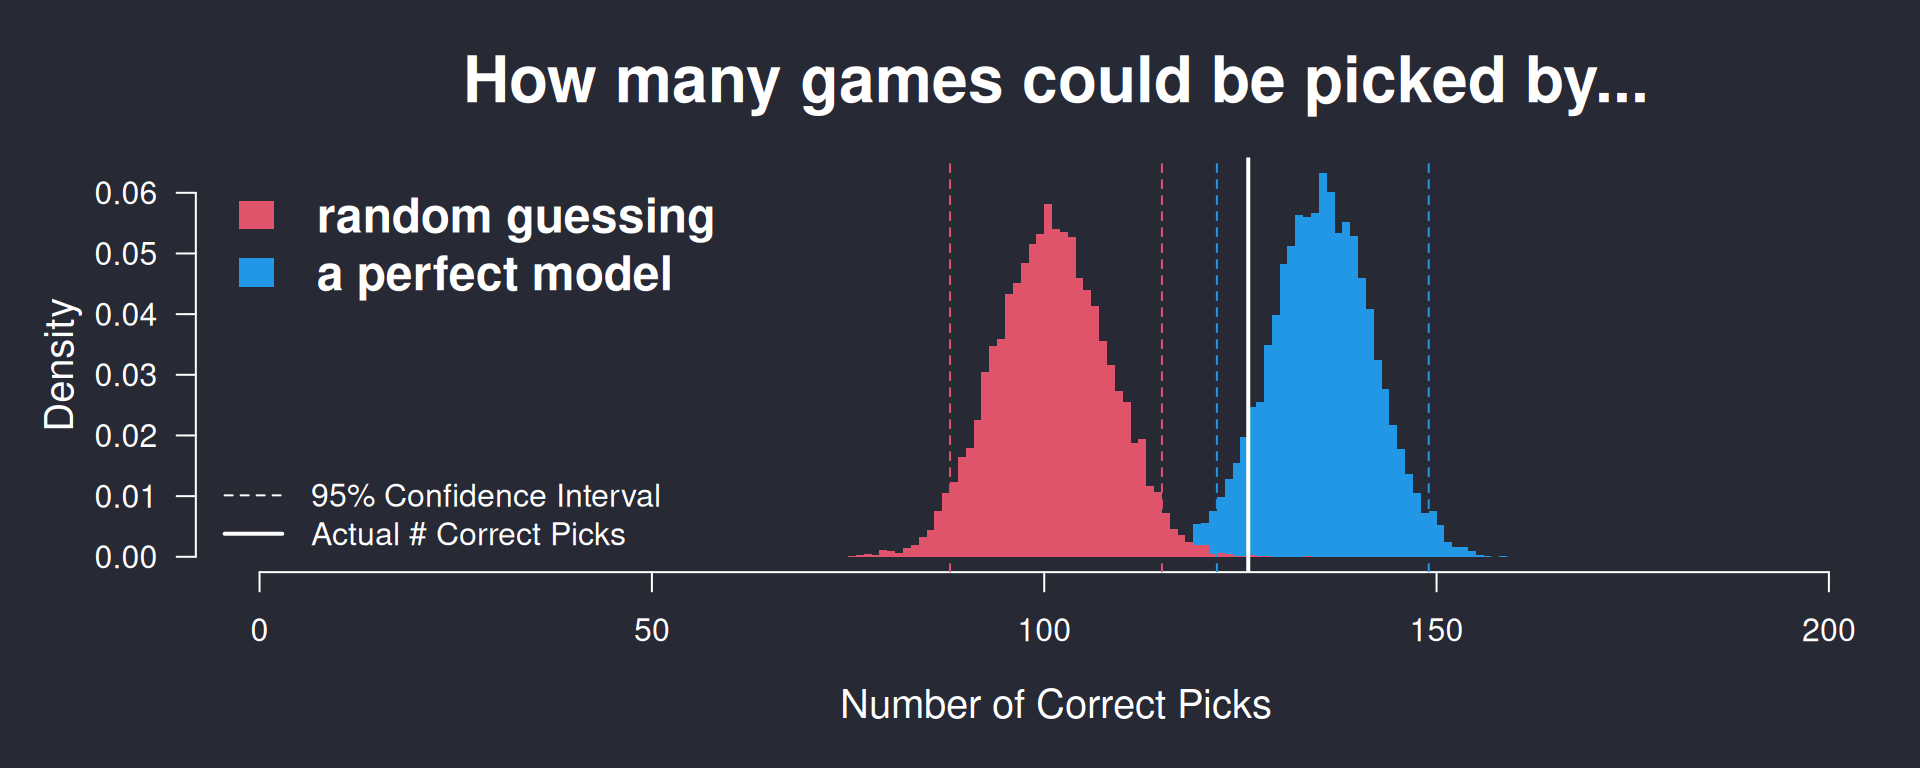 How many games could be picked by...
random guessing
a perfect model
0.06
0.05
0.04
0.03
0.02
0.01
0.00
Density
95% Confidence Interval
Actual # Correct Picks
0 50 100 150 200
Number of Correct Picks